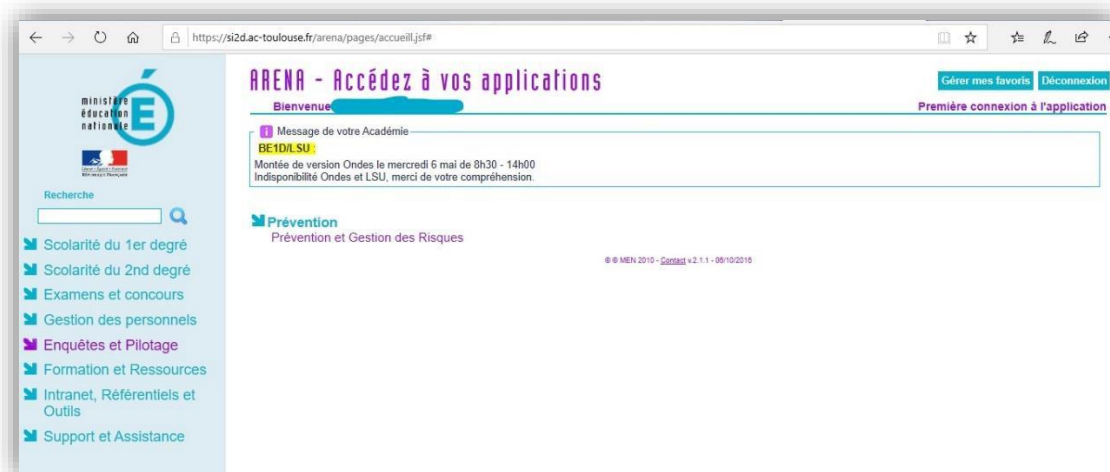 https://si2d.ac-toulouse.fr/arena/pages/accueill.jsf#
ministère
éducation
nationale
Recherche
Scolarité du 1er degré
Scolarité du 2nd degré
Examens et concours
Gestion des personnels
Enquêtes et Pilotage
Formation et Ressources
Intranet, Référentiels et
Outils
Support et Assistance
ARENA - Accédez à vos applications
Gérer mes favoris Déconnexion
Bienvenue
Première connexion à l'application
Message de votre Académie
BE1D/LSU :
Montée de version Ondes le mercredi 6 mai de 8h30 - 14h00
Indisponibilité Ondes et LSU, merci de votre compréhension.
Prévention
Prévention et Gestion des Risques
MEN 2010 - Contact v.2.1.1 - 06/10/2016